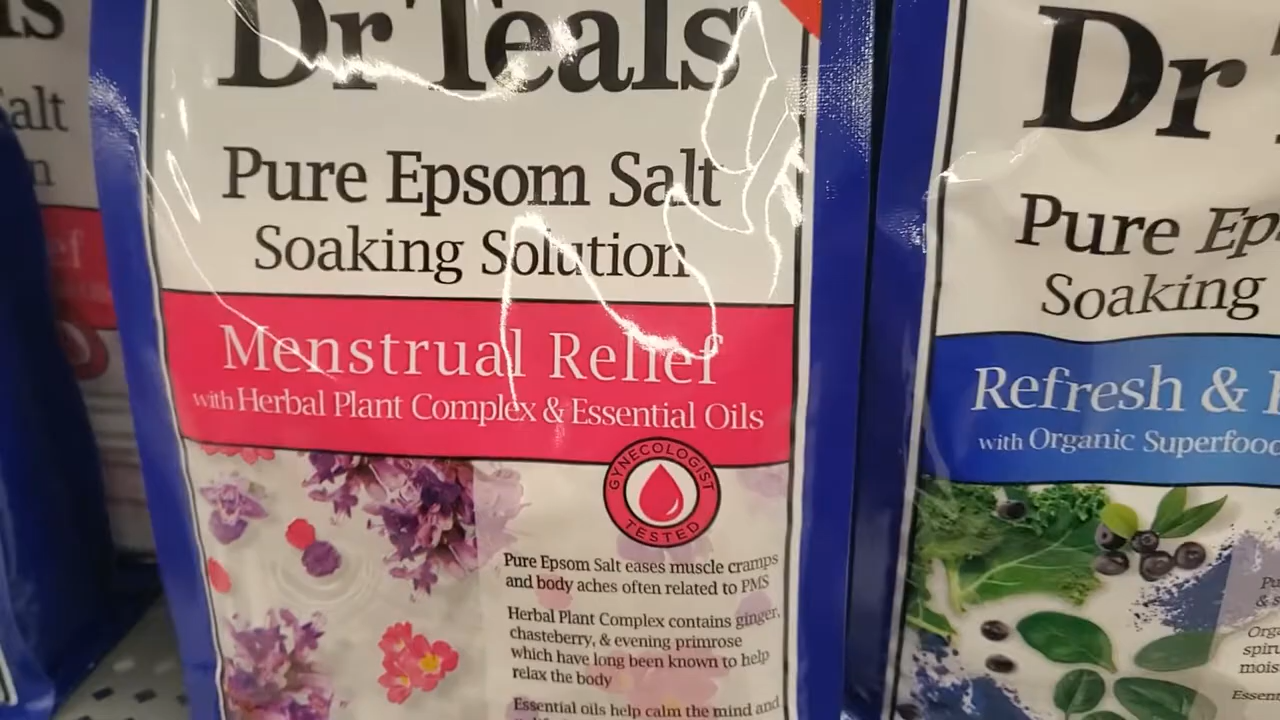 Dr Teals
Pure Epsom Salt
Soaking Solution
Menstrual Relief
with Herbal Plant Complex & Essential Oils
GYNECOLOGIST
TESTED
Pure Epsom Salt eases muscle cramps
and body aches often related to PMS
Herbal Plant Complex contains ginger,
chasteberry, & evening primrose
which have long been known to help
relax the body
Essential oils help calm the mind and
Dr
Pure
Soaking
Refresh &
with Organic